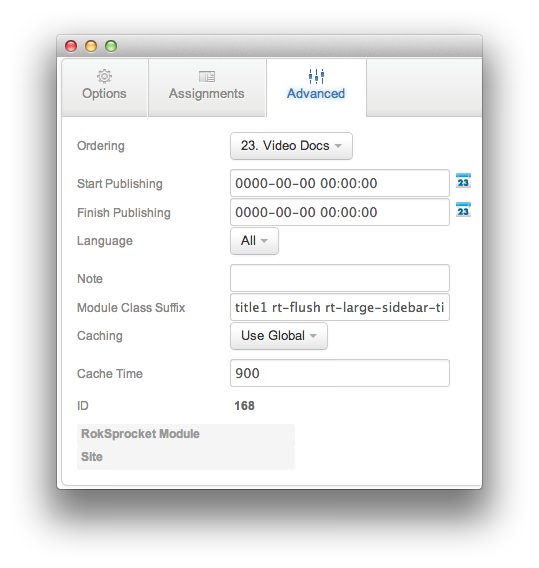 Options Assignments Advanced
Ordering 23. Video Docs
Start Publishing 0000-00-00 00:00:00 23
Finish Publishing 0000-00-00 00:00:00 23
Language All
Note
Module Class Suffix title1 rt-flush rt-large-sidebar-ti
Caching Use Global
Cache Time 900
ID 168
RokSprocket Module
Site